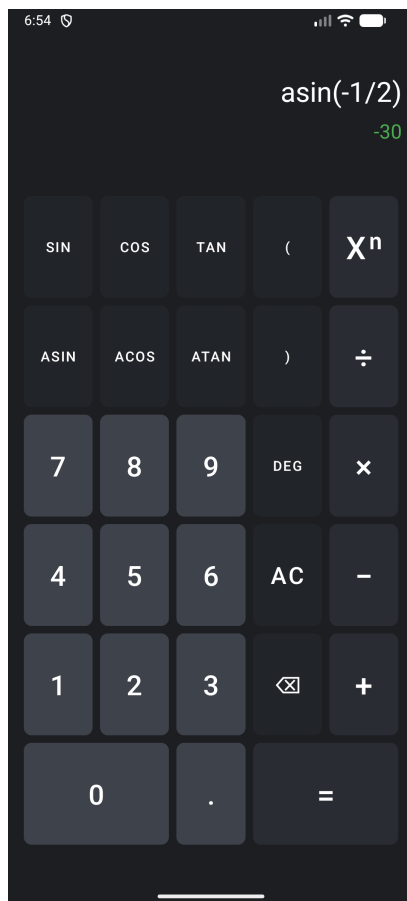 6:54
asin(-1/2)
-30
SIN COS TAN ( Xⁿ
ASIN ACOS ATAN ) ÷
7 8 9 DEG ×
4 5 6 AC −
1 2 3 +
0 . =